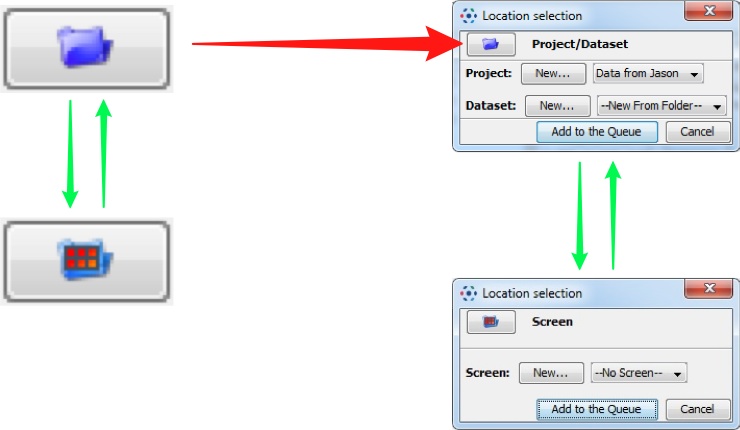 Location selection
Project/Dataset
Project: New... Data from Jason
Dataset: New... --New From Folder--
Add to the Queue Cancel
Location selection
Screen
Screen: New... --No Screen--
Add to the Queue Cancel